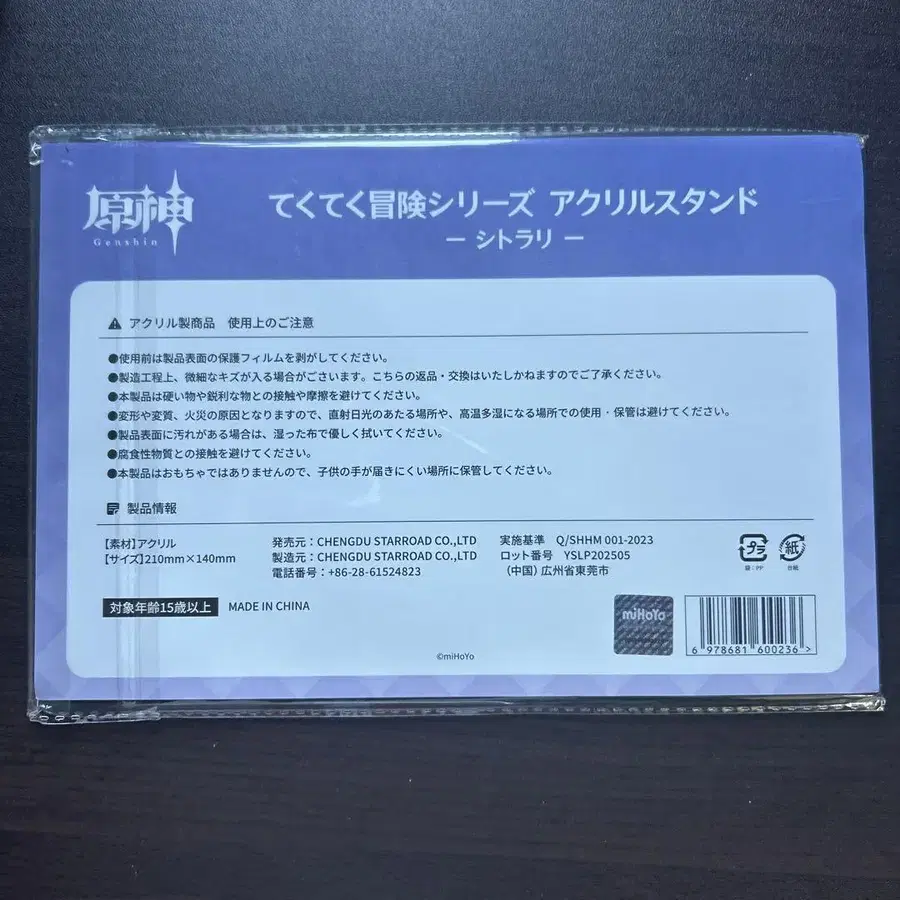 原神
Genshin
てくてく冒険シリーズ アクリルスタンド
ー シトラリ ー
アクリル製商品 使用上のご注意
●使用前は製品表面の保護フィルムを剥がしてください。
●製造工程上、微細なキズが入る場合がごさいます。こちらの返品・交換はいたしかねますのでご了承ください。
●本製品は硬い物や鋭利な物との接触や摩擦を避けてください。
●変形や変質、火災の原因となりますので、直射日光のあたる場所や、高温多湿になる場所での使用・保管は避けてください。
●製品表面に汚れがある場合は、湿った布で優しく拭いてください。
●腐食性物質との接触を避けてください。
●本製品はおもちゃではありませんので、子供の手が届きにくい場所に保管してください。
製品情報
【素材】アクリル
【サイズ】210mm×140mm
発売元：CHENGDU STARROAD CO.,LTD
製造元：CHENGDU STARROAD CO.,LTD
電話番号：+86-28-61524823
実施基準 Q/SHHM 001-2023
ロット番号 YSLP202505
（中国）広州省東莞市
プラ
袋：PP
紙
台紙
対象年齢15歳以上 MADE IN CHINA
miHoYo
6 978681 600236 >
©miHoYo